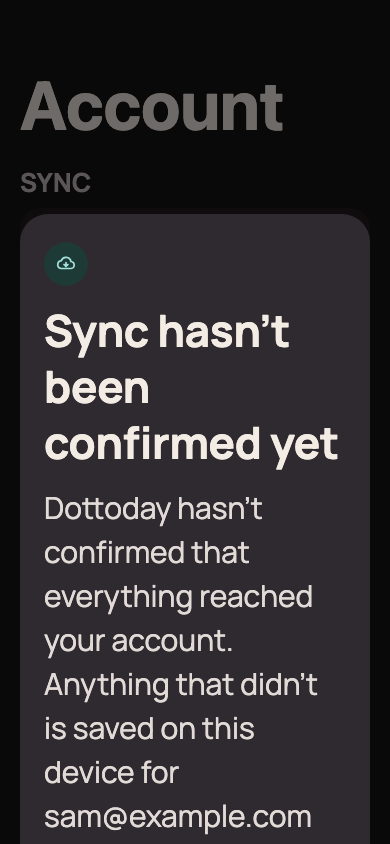 Account
SYNC
Sync hasn’t
been
confirmed yet
Dottoday hasn’t
confirmed that
everything reached
your account.
Anything that didn’t
is saved on this
device for
sam@example.com